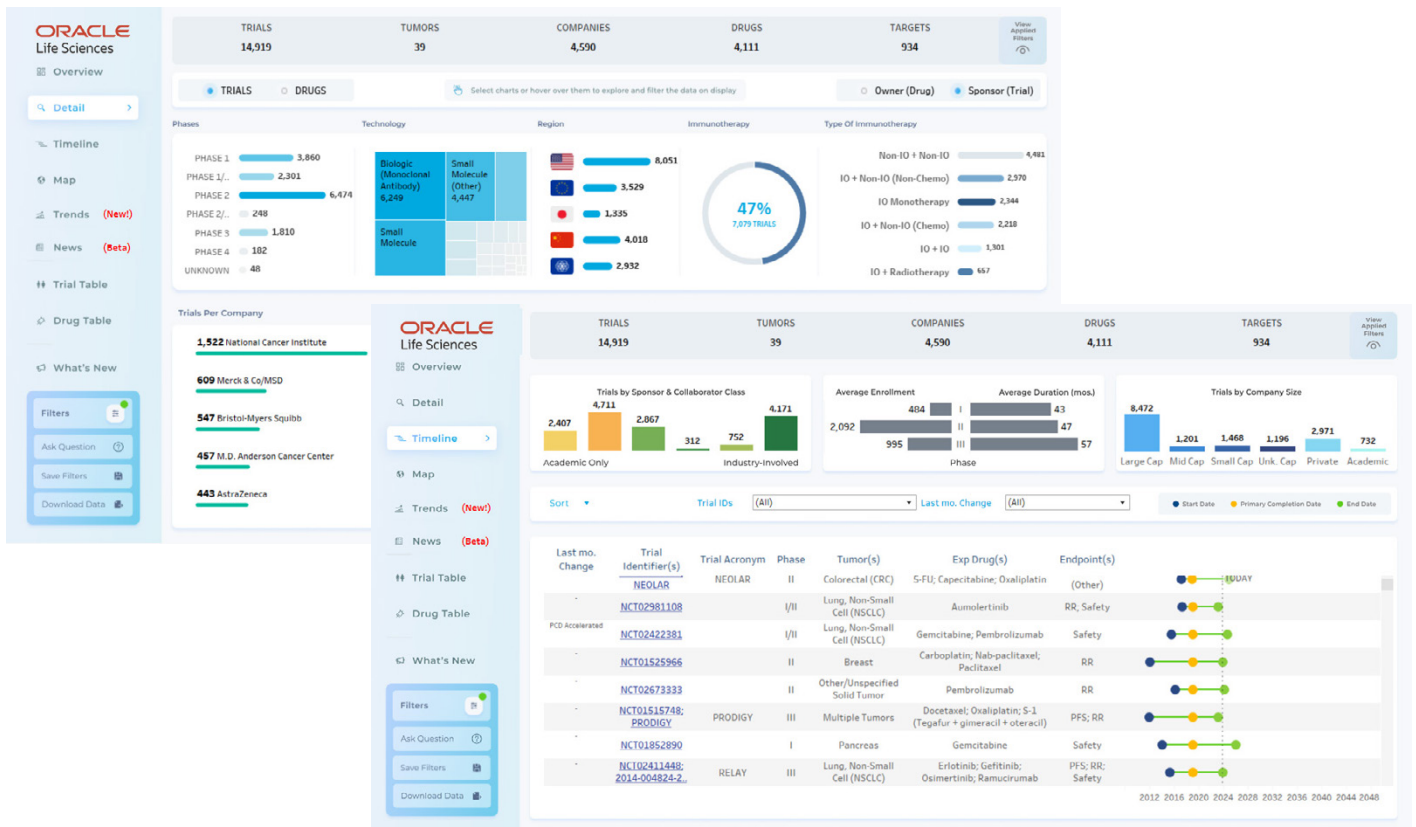 ORACLE
Life Sciences
Overview
Detail >
Timeline
Map
Trends (New!)
News (Beta)
Trial Table
Drug Table
What's New
Filters
Ask Question
Save Filters
Download Data
TRIALS TUMORS COMPANIES DRUGS TARGETS
14,919 39 4,590 4,111 934
View
Applied
Filters
TRIALS DRUGS
Select charts or hover over them to explore and filter the data on display
Owner (Drug) Sponsor (Trial)
Phases Technology Region Immunotherapy Type Of Immunotherapy
PHASE 1 3,860
PHASE 1/.. 2,301
PHASE 2 6,474
PHASE 2/.. 248
PHASE 3 1,810
PHASE 4 182
UNKNOWN 48
Biologic
(Monoclonal
Antibody)
6,249
Small
Molecule
(Other)
4,447
Small
Molecule
8,051
3,529
1,335
4,018
2,932
47%
7,079 TRIALS
Non-IO + Non-IO 4,481
IO + Non-IO (Non-Chemo) 2,970
IO Monotherapy 2,344
IO + Non-IO (Chemo) 2,218
IO + IO 1,301
IO + Radiotherapy 657
Trials Per Company
1,522 National Cancer Institute
609 Merck & Co/MSD
547 Bristol-Myers Squibb
457 M.D. Anderson Cancer Center
443 AstraZeneca
ORACLE
Life Sciences
Overview
Detail
Timeline >
Map
Trends (New!)
News (Beta)
Trial Table
Drug Table
What's New
Filters
Ask Question
Save Filters
Download Data
TRIALS TUMORS COMPANIES DRUGS TARGETS
14,919 39 4,590 4,111 934
View
Applied
Filters
Trials by Sponsor & Collaborator Class
2,407 4,711 2,867 312 752 4,171
Academic Only Industry-Involved
Average Enrollment Average Duration (mos.)
484 I 43
2,092 II 47
995 III 57
Phase
Trials by Company Size
8,472 1,201 1,468 1,196 2,971 732
Large Cap Mid Cap Small Cap Unk. Cap Private Academic
Sort Trial IDs (All) Last mo. Change (All)
Start Date Primary Completion Date End Date
Last mo.
Change
Trial
Identifier(s)
Trial Acronym Phase Tumor(s) Exp Drug(s) Endpoint(s)
NEOLAR NEOLAR II Colorectal (CRC) 5-FU; Capecitabine; Oxaliplatin (Other)
TODAY
- NCT02981108 I/II Lung, Non-Small
Cell (NSCLC) Aumolertinib RR, Safety
PCD Accelerated NCT02422381 I/II Lung, Non-Small
Cell (NSCLC) Gemcitabine; Pembrolizumab Safety
- NCT01525966 II Breast Carboplatin; Nab-paclitaxel;
Paclitaxel RR
- NCT02673333 II Other/Unspecified
Solid Tumor Pembrolizumab RR
- NCT01515748;
PRODIGY PRODIGY III Multiple Tumors Docetaxel; Oxaliplatin; S-1
(Tegafur + gimeracil + oteracil) PFS; RR
- NCT01852890 I Pancreas Gemcitabine Safety
- NCT02411448;
2014-004824-2.. RELAY III Lung, Non-Small
Cell (NSCLC) Erlotinib; Gefitinib;
Osimertinib; Ramucirumab PFS; RR;
Safety
2012 2016 2020 2024 2028 2032 2036 2040 2044 2048